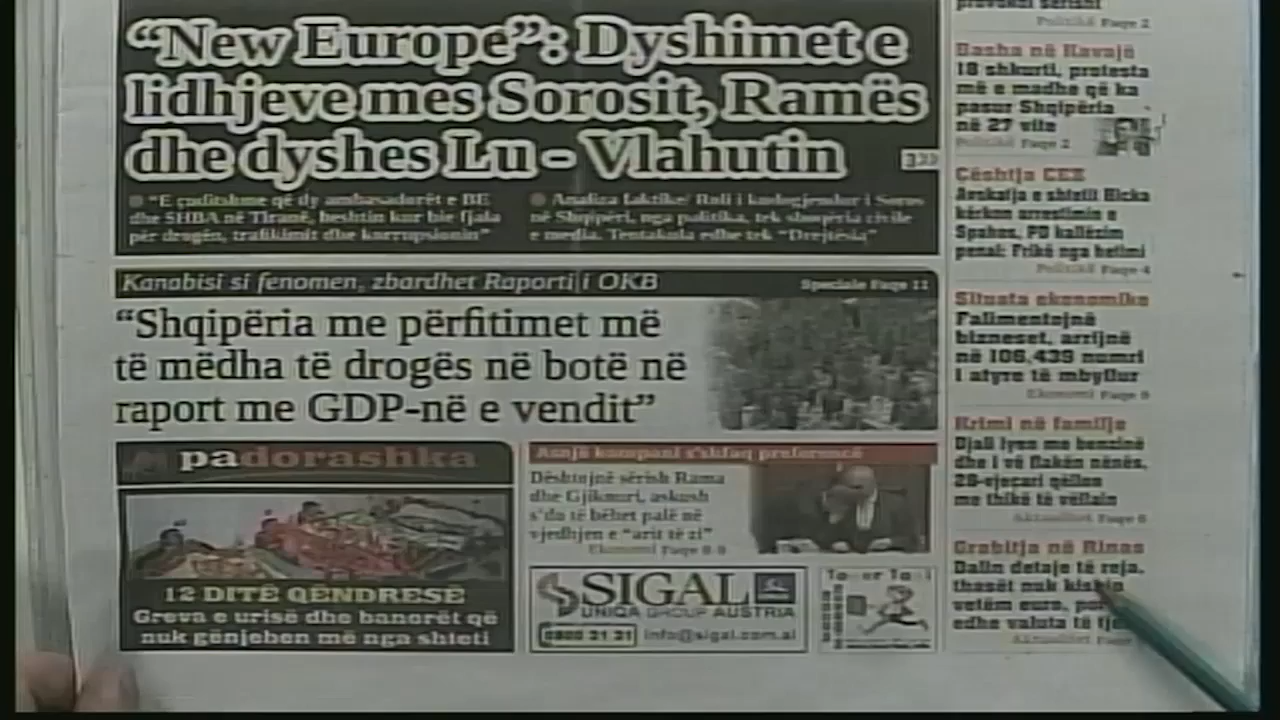 “New Europe”: Dyshimet e
lidhjeve mes Sorosit, Ramës
dhe dyshes Lu - Vlahutin
“E çuditshme që dy ambasadorët e BE
dhe SHBA në Tiranë, heshtin kur bie fjala
për drogën, trafikimit dhe korrupsionin”
Analiza faktike/ Roli i kudogjendur i Soros
në Shqipëri, nga politika, tek shoqëria civile
e media. Tentakula edhe tek “Drejtësia”
Kanabisi si fenomen, zbardhet Raporti i OKB
Speciale Faqe 11
“Shqipëria me përfitimet më
të mëdha të drogës në botë në
raport me GDP-në e vendit”
padorashka
12 DITË QËNDRESË
Greva e urisë dhe banorët që
nuk gënjehen më nga shteti
Asnjë kompani s'shfaq preferencë
Dështojnë sërish Rama
dhe Gjiknuri, askush
s'do të bëhet palë në
vjedhjen e “arit të zi”
Ekonomi Faqe 8-9
SIGAL
UNIQA GROUP AUSTRIA
0800 21 21
info@sigal.com.al
Politikë Faqe 2
Basha në Kavajë
18 shkurti, protesta
më e madhe që ka
pasur Shqipëria
në 27 vite
Politikë Faqe 2
Çështja CEZ
Avokatja e shtetit Bicka
kërkon arrestimin e
Spahos, PD kallëzim
penal: Frikë nga hetimi
Politikë Faqe 4
Situata ekonomike
Falimentojnë
bizneset, arrijnë
në 106.439 numri
i atyre të mbyllur
Ekonomi Faqe 9
Krimi në familje
Djali lyen me benzinë
dhe i vë flakën nënës,
28-vjeçari qëllon
me thikë të vëllain
Aktualitet Faqe 6
Grabitja në Rinas
Dalin detaje të reja,
thasët nuk kishin
vetëm euro, por
edhe valuta të
Aktualitet